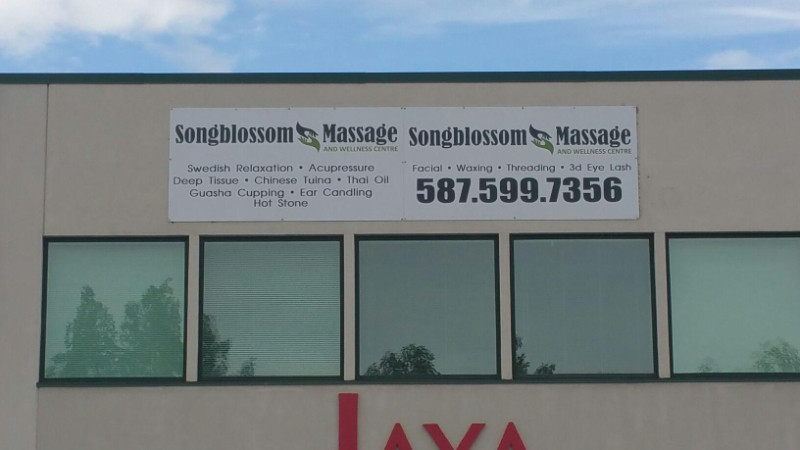 Songblossom Massage
AND WELLNESS CENTRE
Swedish Relaxation • Acupressure
Deep Tissue • Chinese Tuina • Thai Oil
Guasha Cupping • Ear Candling
Hot Stone
Songblossom Massage
AND WELLNESS CENTRE
Facial • Waxing • Threading • 3d Eye Lash
587.599.7356